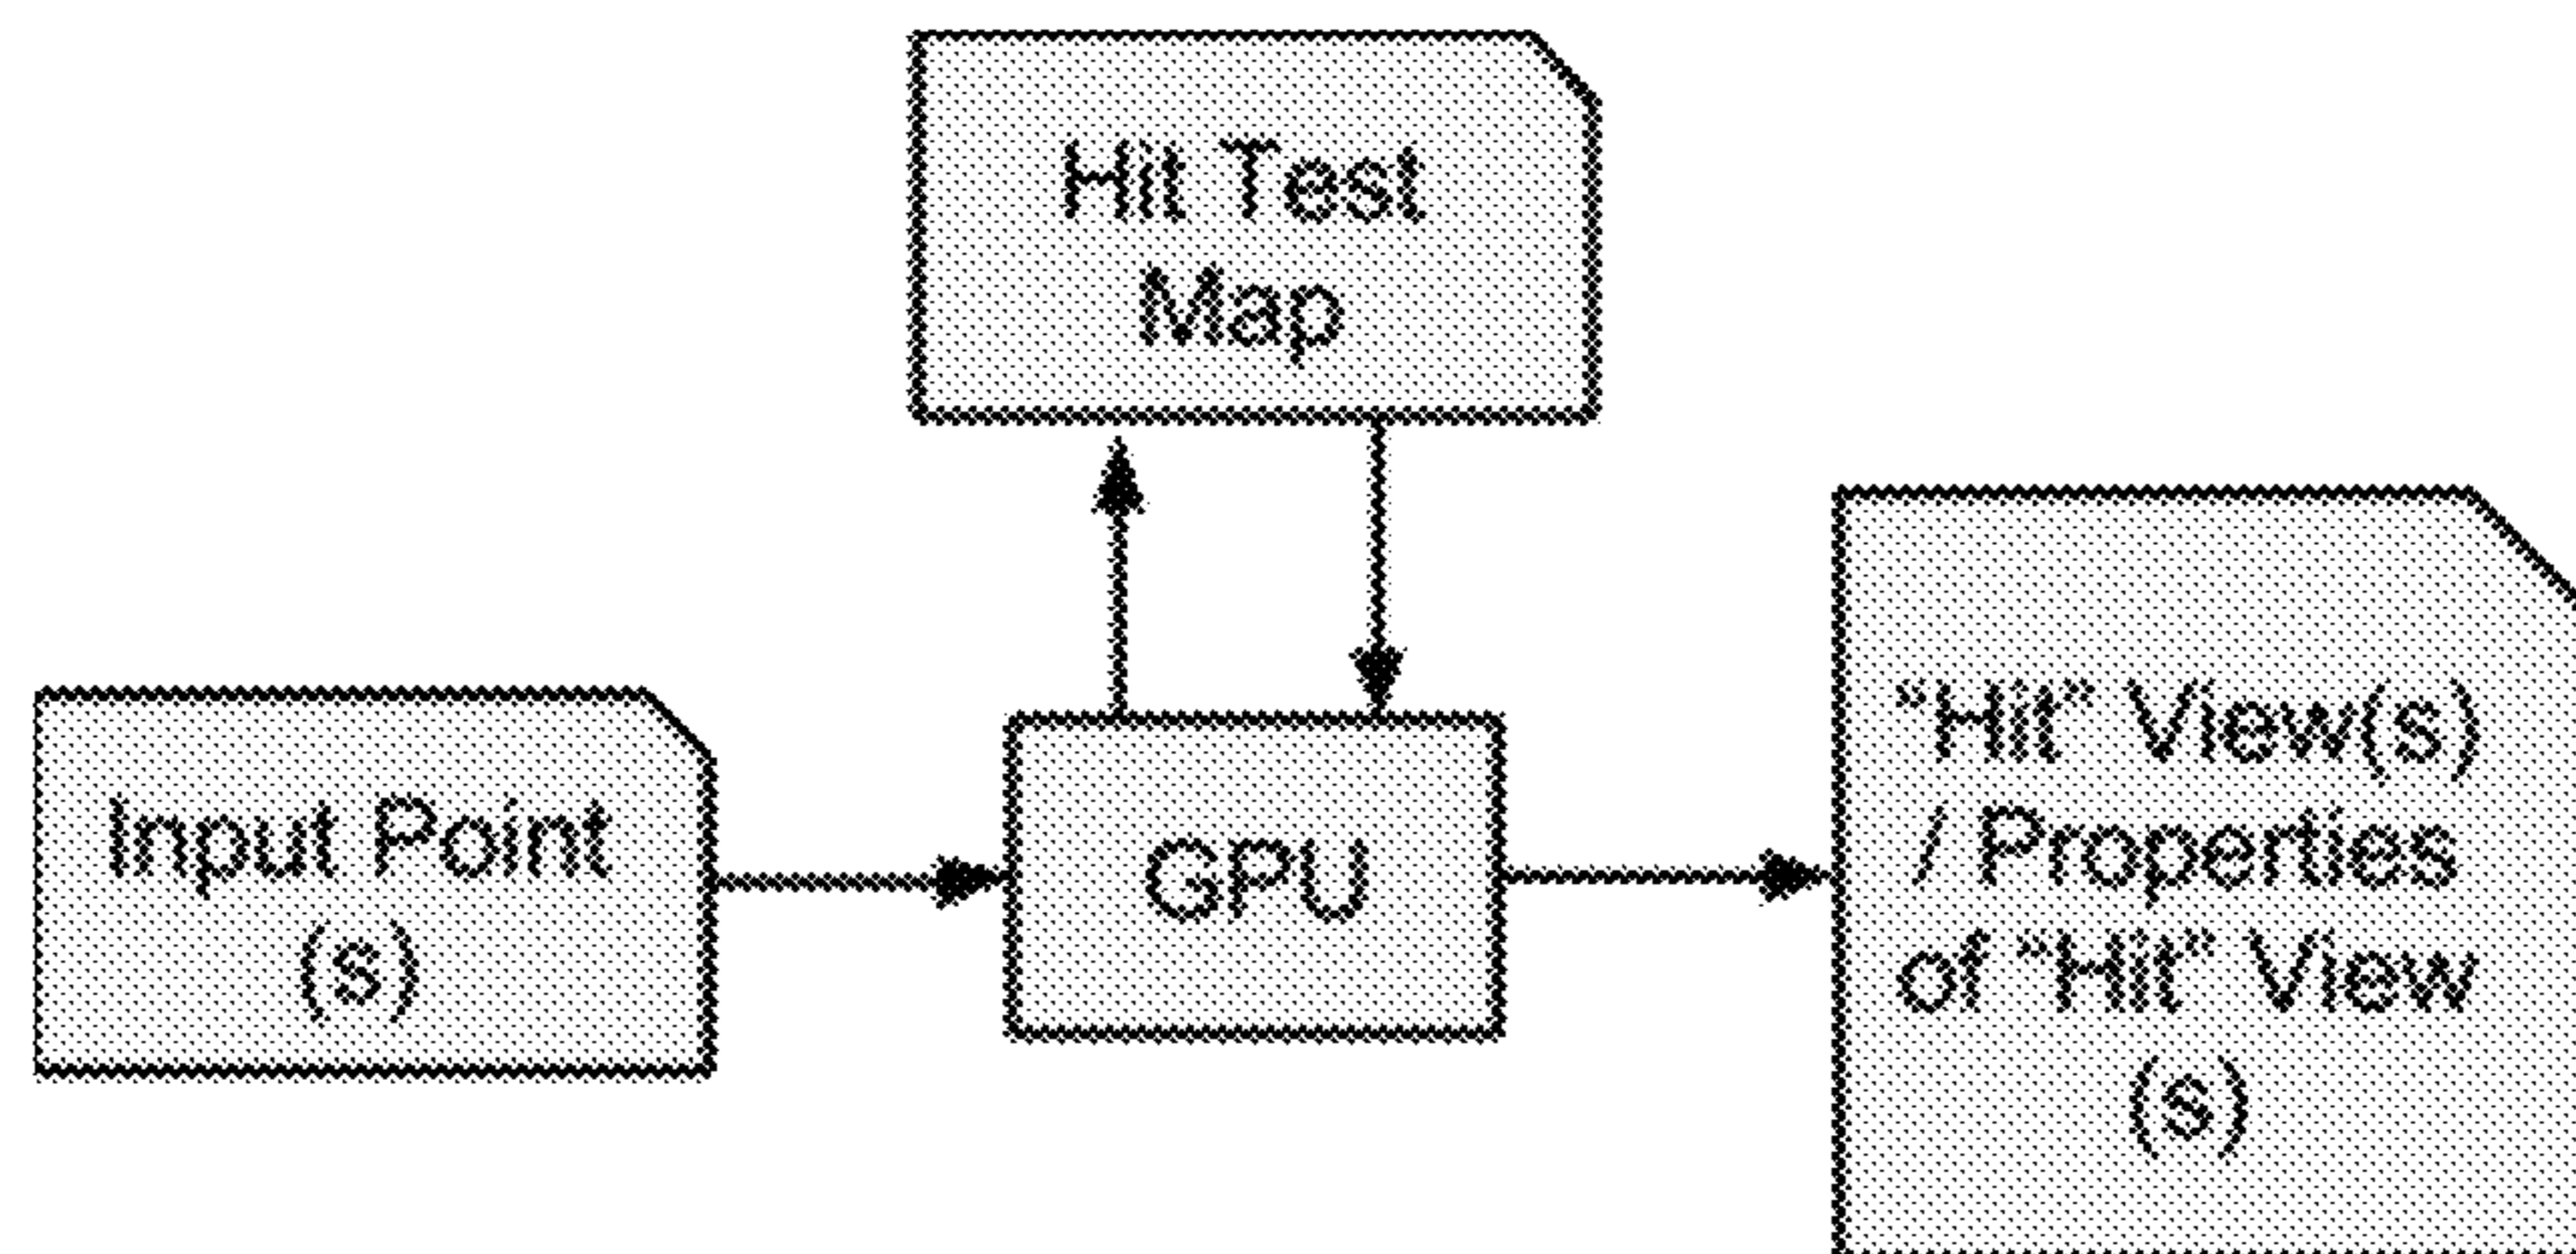 Hit Test
Map
Input Point
(s)
GPU
“Hit” View(s)
/ Properties
of “Hit” View
(s)